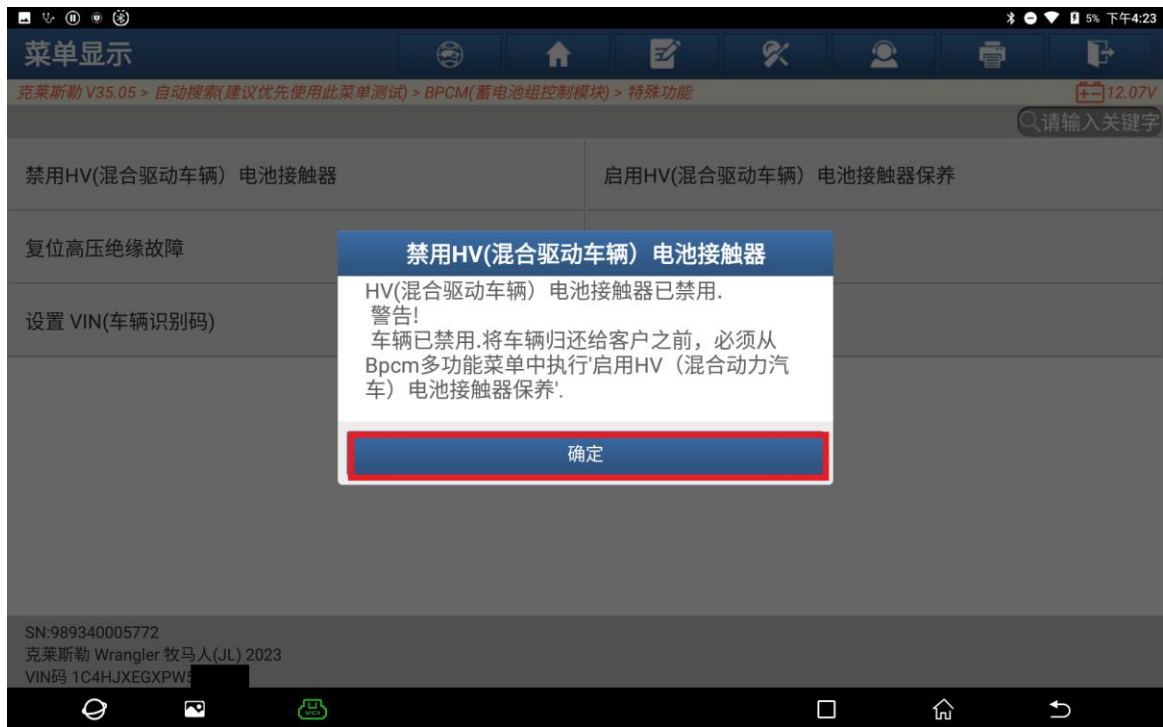 5% 下午4:23
菜单显示
克莱斯勒 V35.05 > 自动搜索(建议优先使用此菜单测试) > BPCM(蓄电池组控制模块) > 特殊功能
12.07V
请输入关键字
禁用HV(混合驱动车辆）电池接触器
启用HV(混合驱动车辆）电池接触器保养
复位高压绝缘故障
设置 VIN(车辆识别码)
禁用HV(混合驱动车辆）电池接触器
HV(混合驱动车辆）电池接触器已禁用.
警告!
车辆已禁用.将车辆归还给客户之前，必须从
Bpcm多功能菜单中执行'启用HV（混合动力汽
车）电池接触器保养'.
确定
SN:989340005772
克莱斯勒 Wrangler 牧马人(JL) 2023
VIN码 1C4HJXEGXPW5
VCI